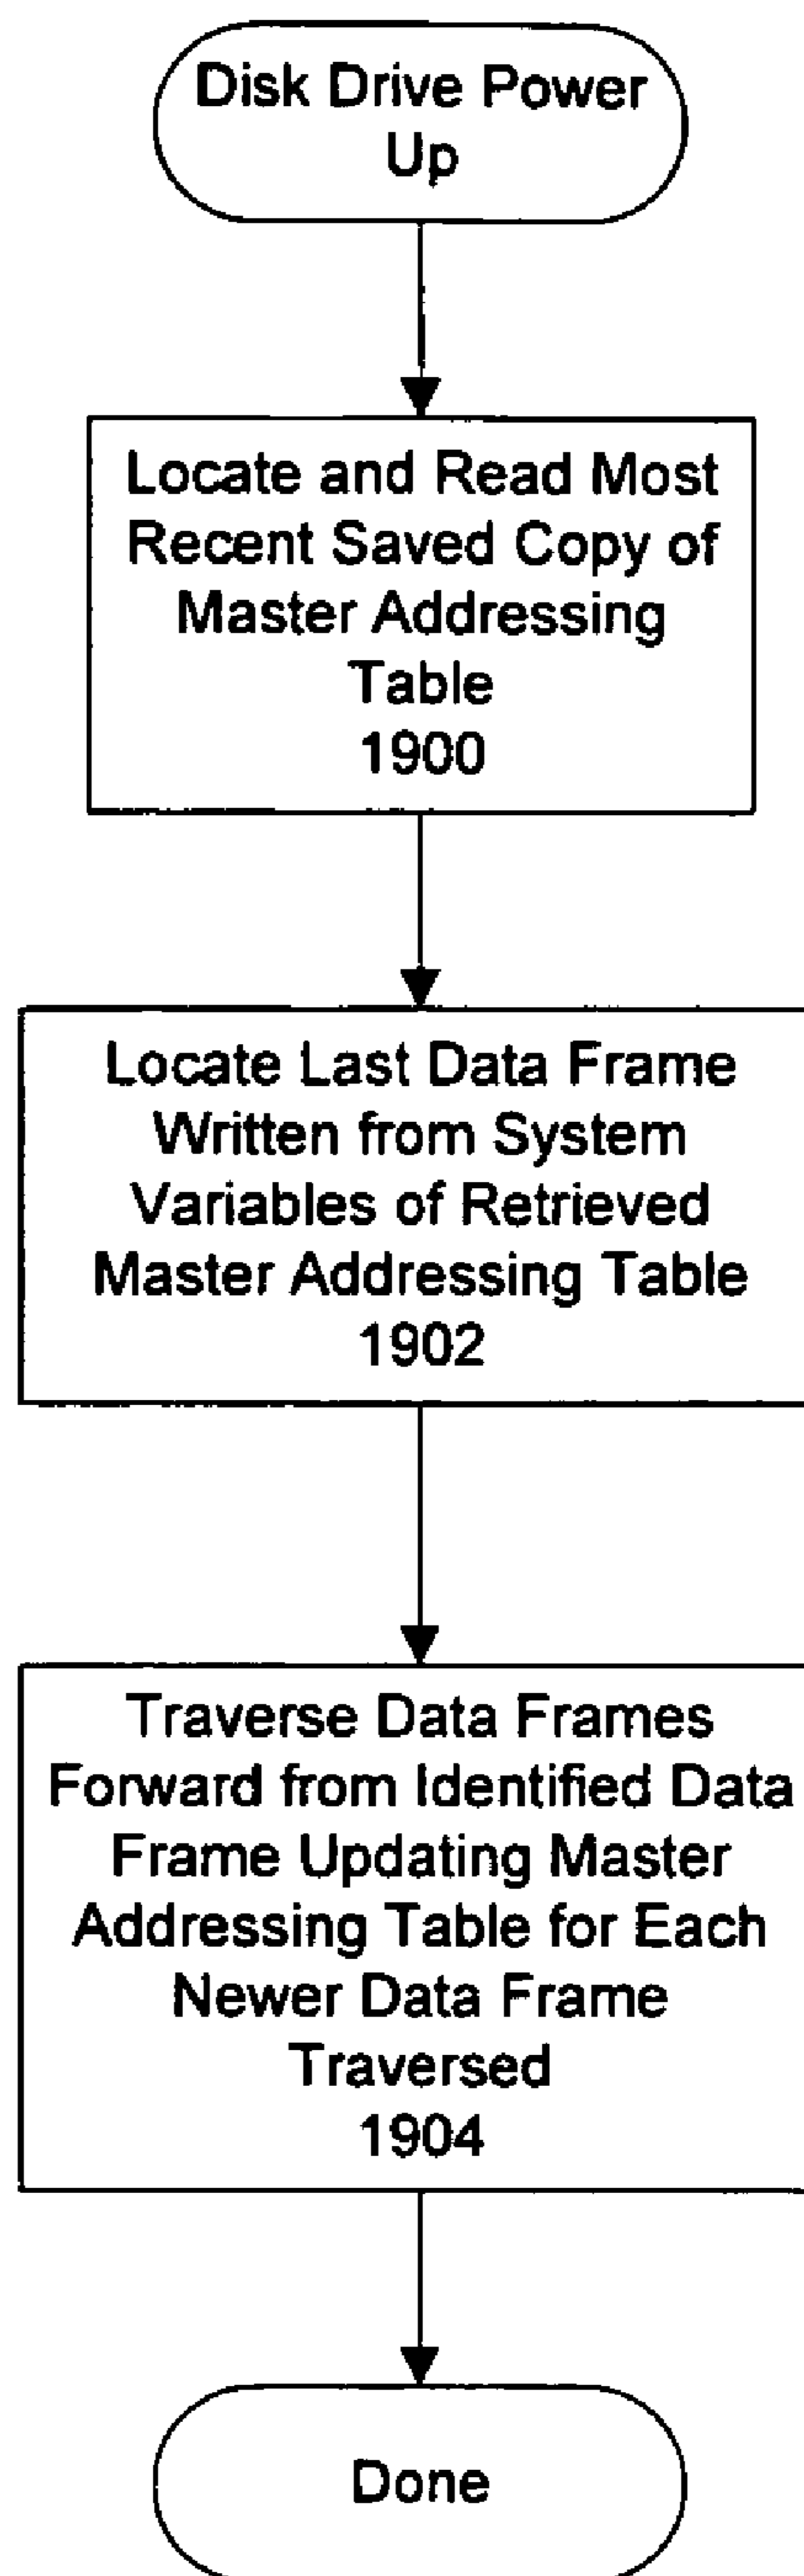 Disk Drive Power
Up
Locate and Read Most
Recent Saved Copy of
Master Addressing
Table
1900
Locate Last Data Frame
Written from System
Variables of Retrieved
Master Addressing Table
1902
Traverse Data Frames
Forward from Identified Data
Frame Updating Master
Addressing Table for Each
Newer Data Frame
Traversed
1904
Done